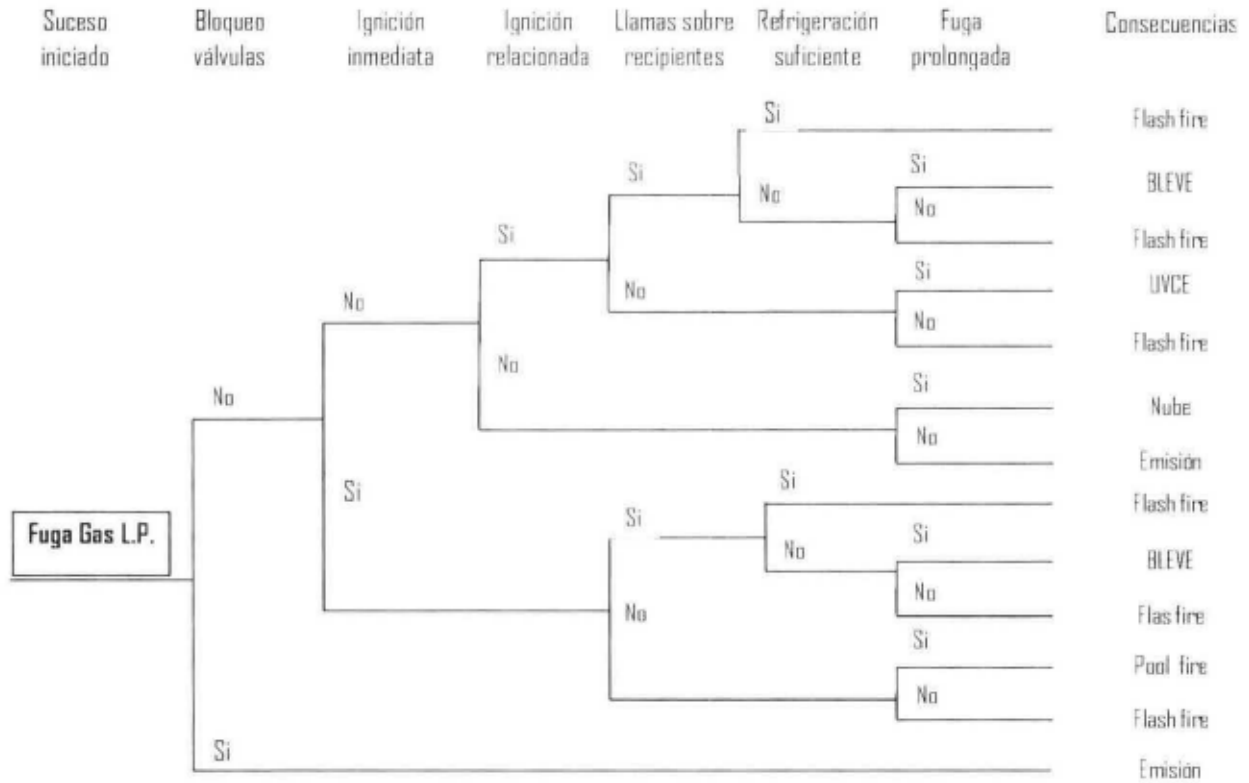 Suceso iniciado
Bloqueo válvulas
Ignición inmediata
Ignición relacionada
Llamas sobre recipientes
Refrigeración suficiente
Fuga prolongada
Consecuencias
Si
Flash fire
Si
Si
BLEVE
No
No
Si
Flash fire
Si
UVCE
No
No
No
Flash fire
No
Si
No
Nube
No
Emisión
Si
Si
Flash fire
Fuga Gas L.P.
Si
Si
No
BLEVE
No
No
Flas fire
Si
Pool fire
No
Flash fire
Si
Emisión